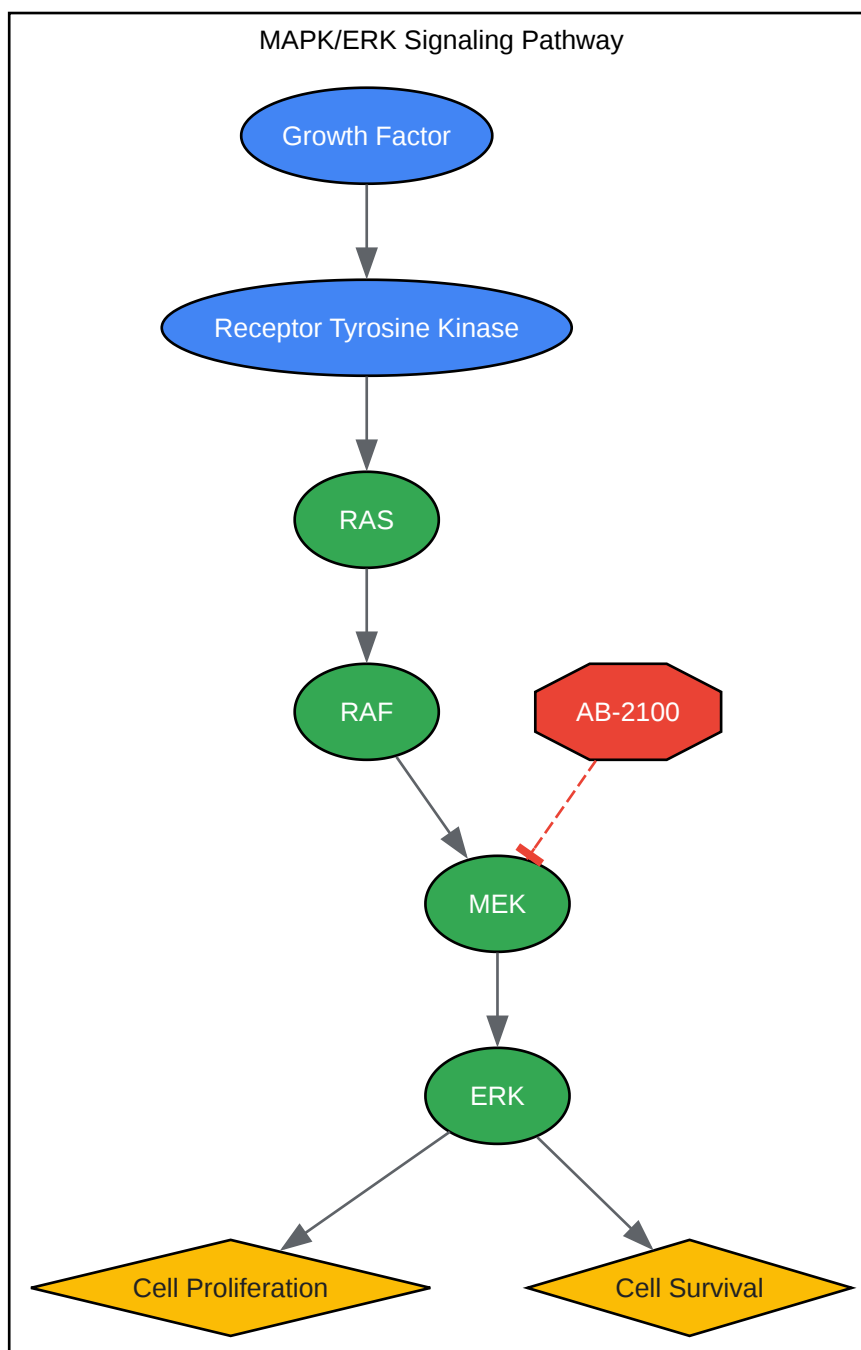 MAPK/ERK Signaling Pathway
Growth Factor
Receptor Tyrosine Kinase
RAS
RAF
AB-2100
MEK
ERK
Cell Proliferation
Cell Survival